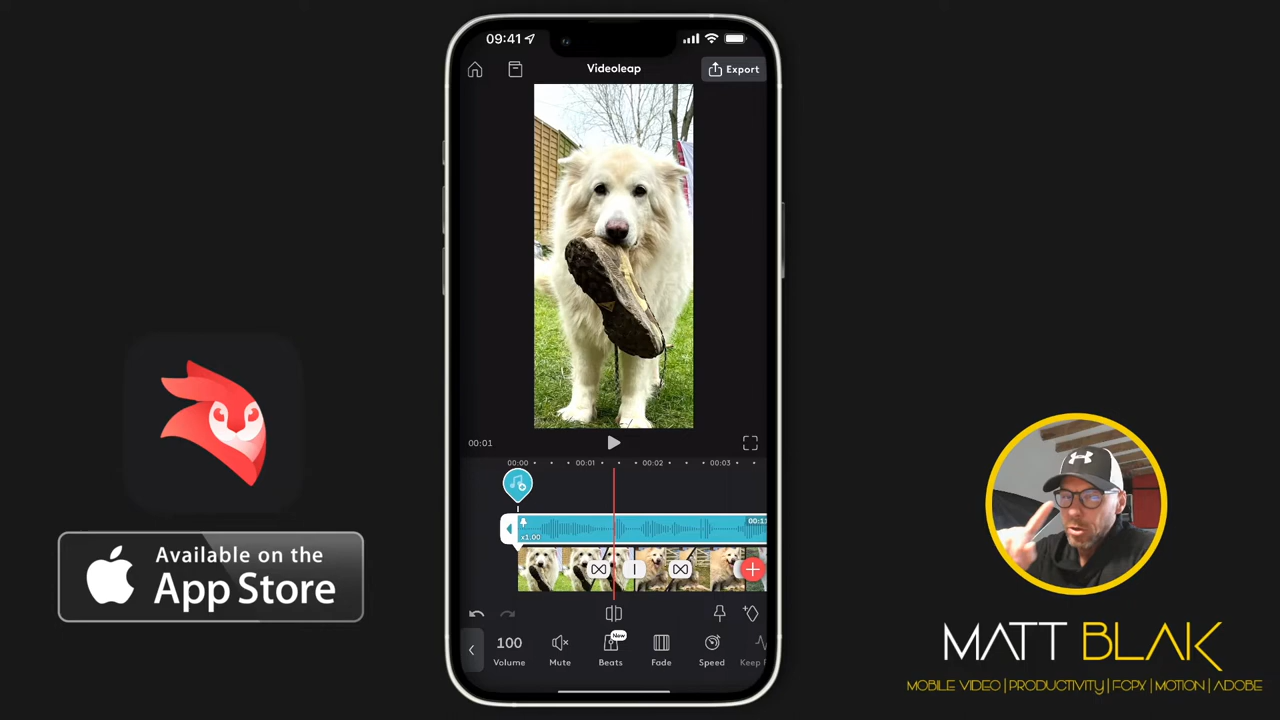 09:41
Videoleap
Export
00:01
00:00
00:01
00:02
00:03
x1.00
100
New
Volume
Mute
Beats
Fade
Speed
Available on the
App Store
MATT BLAK
MOBILE VIDEO | PRODUCTIVITY | FCPX | MOTION | ADOBE